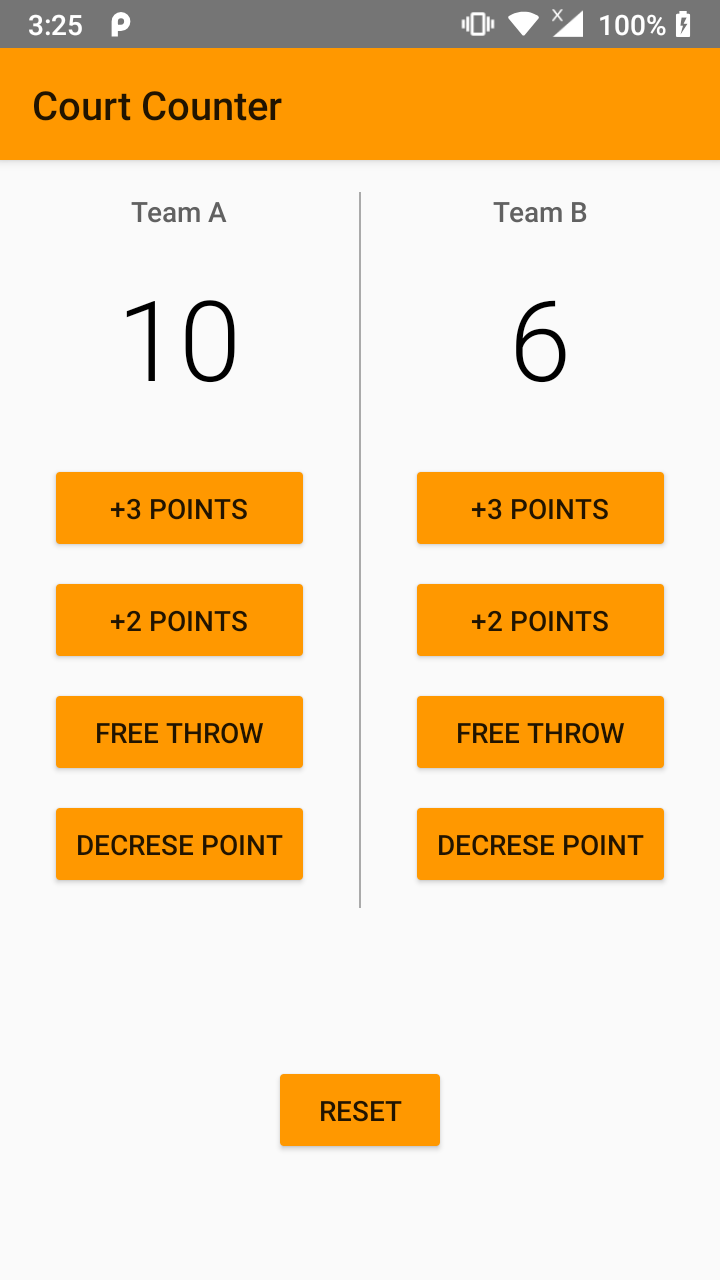 3:25 100%
Court Counter
Team A
10
+3 POINTS
+2 POINTS
FREE THROW
DECRESE POINT
Team B
6
+3 POINTS
+2 POINTS
FREE THROW
DECRESE POINT
RESET